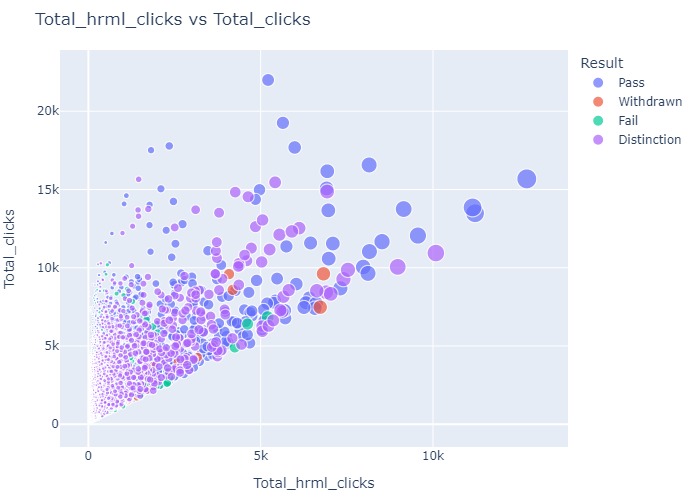 Total_hrml_clicks vs Total_clicks
Result
Pass
Withdrawn
Fail
Distinction
20k
15k
10k
5k
0
Total_clicks
0
5k
10k
Total_hrml_clicks